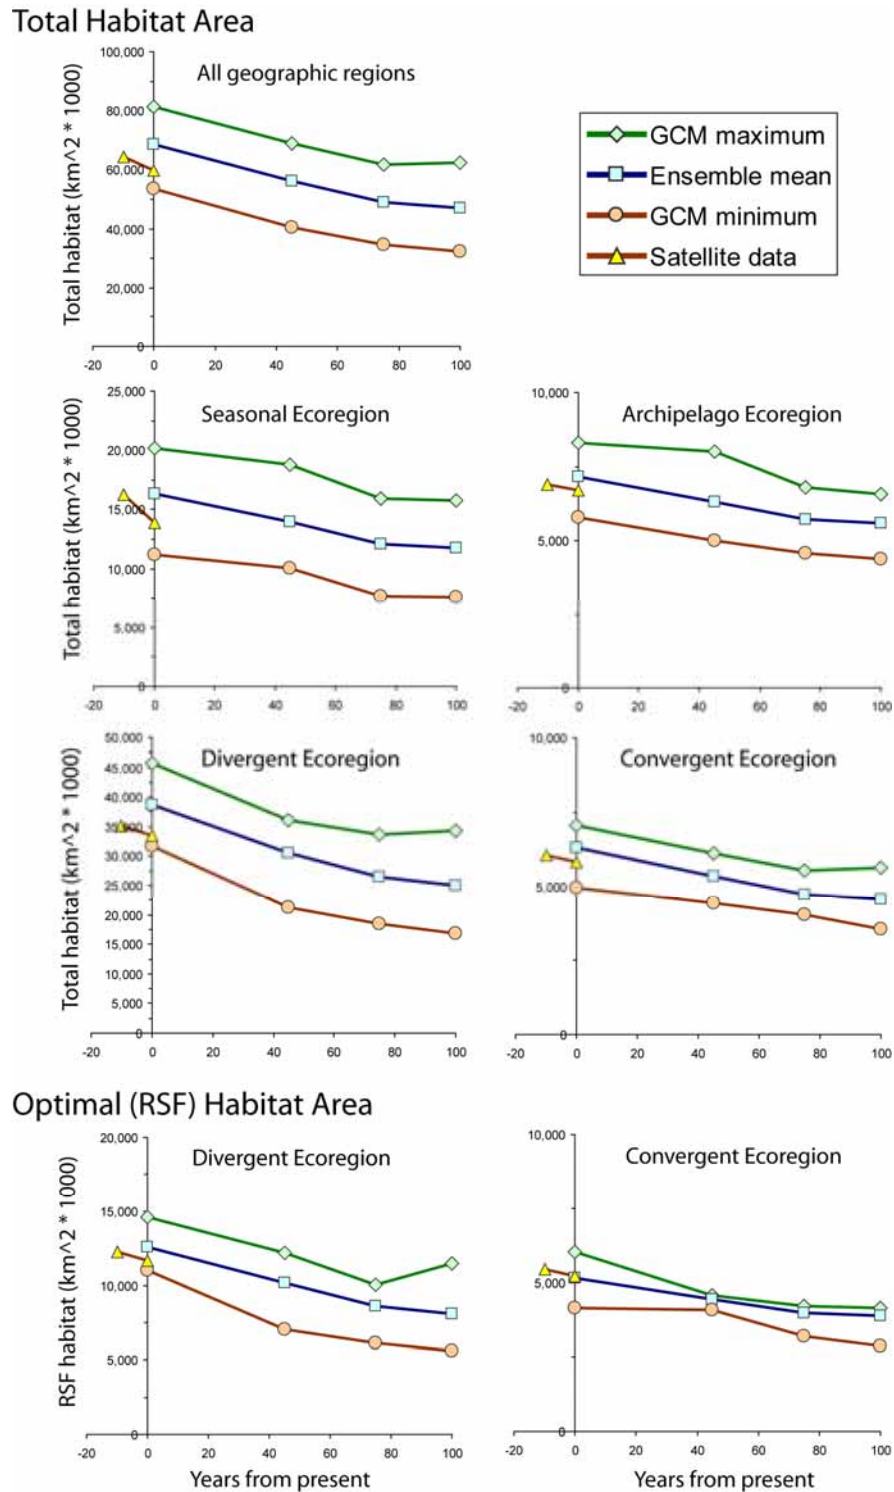 Total Habitat Area
All geographic regions
Total habitat (km^2 * 1000)
100,000
80,000
60,000
40,000
20,000
0
-20 0 20 40 60 80 100
GCM maximum
Ensemble mean
GCM minimum
Satellite data
Seasonal Ecoregion
Total habitat (km^2 * 1000)
25,000
20,000
15,000
10,000
5,000
0
-20 0 20 40 60 80 100
Archipelago Ecoregion
10,000
5,000
0
-20 0 20 40 60 80 100
Divergent Ecoregion
Total habitat (km^2 * 1000)
50,000
45,000
40,000
35,000
30,000
25,000
20,000
15,000
10,000
5,000
0
-20 0 20 40 60 80 100
Convergent Ecoregion
10,000
5,000
0
-20 0 20 40 60 80 100
Optimal (RSF) Habitat Area
Divergent Ecoregion
RSF habitat (km^2 * 1000)
20,000
15,000
10,000
5,000
0
-20 0 20 40 60 80 100
Years from present
Convergent Ecoregion
10,000
5,000
0
-20 0 20 40 60 80 100
Years from present